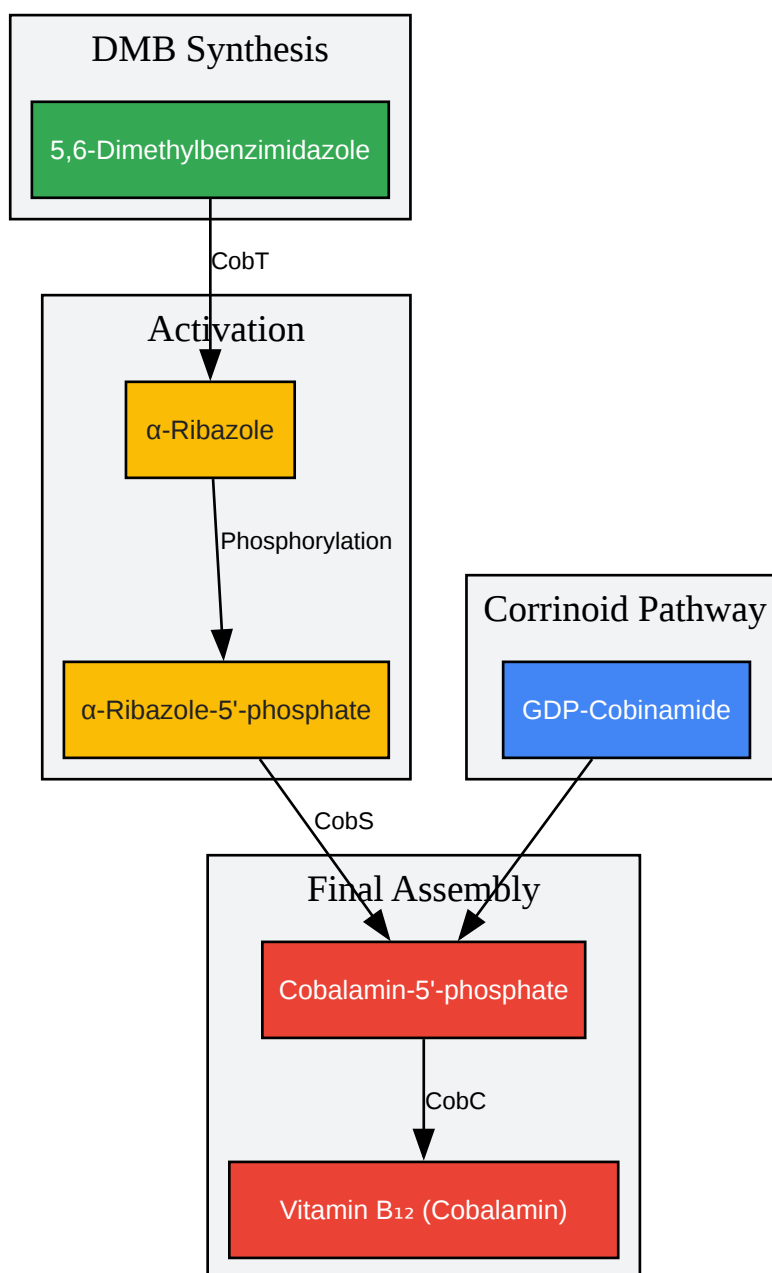 DMB Synthesis
5,6-Dimethylbenzimidazole
CobT
Activation
α-Ribazole
Phosphorylation
α-Ribazole-5'-phosphate
Corrinoid Pathway
GDP-Cobinamide
CobS
Final Assembly
Cobalamin-5'-phosphate
CobC
Vitamin B₁₂ (Cobalamin)